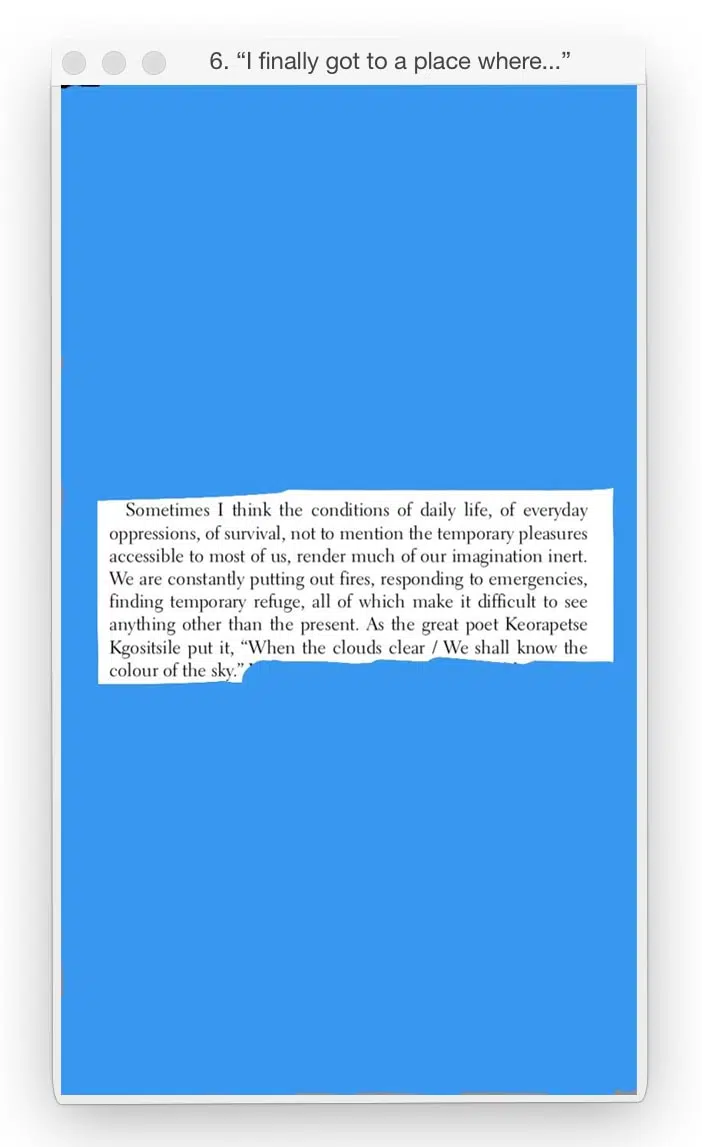 6. “I finally got to a place where...”
Sometimes I think the conditions of daily life, of everyday
oppressions, of survival, not to mention the temporary pleasures
accessible to most of us, render much of our imagination inert.
We are constantly putting out fires, responding to emergencies,
finding temporary refuge, all of which make it difficult to see
anything other than the present. As the great poet Keorapetse
Kgositsile put it, “When the clouds clear / We shall know the
colour of the sky.”